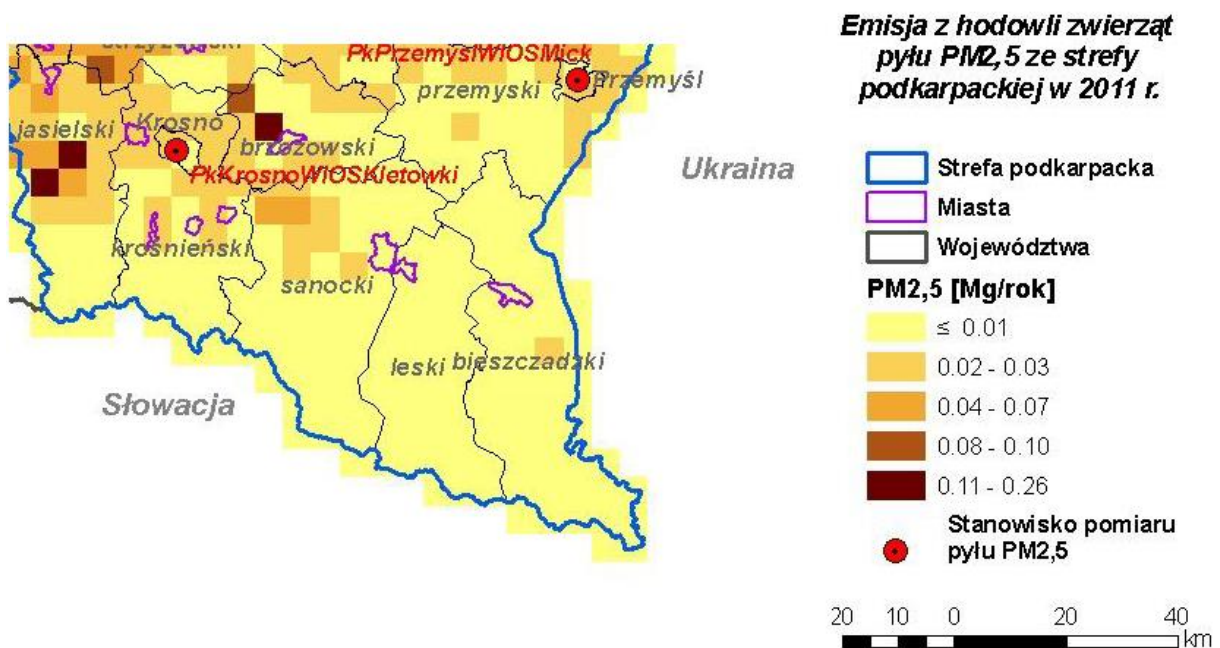 Emisja z hodowli zwierząt
pyłu PM2,5 ze strefy
podkarpackiej w 2011 r.
strzyżowski
PkPrzemyslWIOSMick
przemyski
Przemyśl
jasielski
Krosno
brzozowski
PkKrosnoWIOSKletowki
Ukraina
krośnieński
sanocki
leski
bieszczadzki
Słowacja
Strefa podkarpacka
Miasta
Województwa
PM2,5 [Mg/rok]
≤ 0.01
0.02 - 0.03
0.04 - 0.07
0.08 - 0.10
0.11 - 0.26
Stanowisko pomiaru
pyłu PM2,5
20 10 0 20 40
km